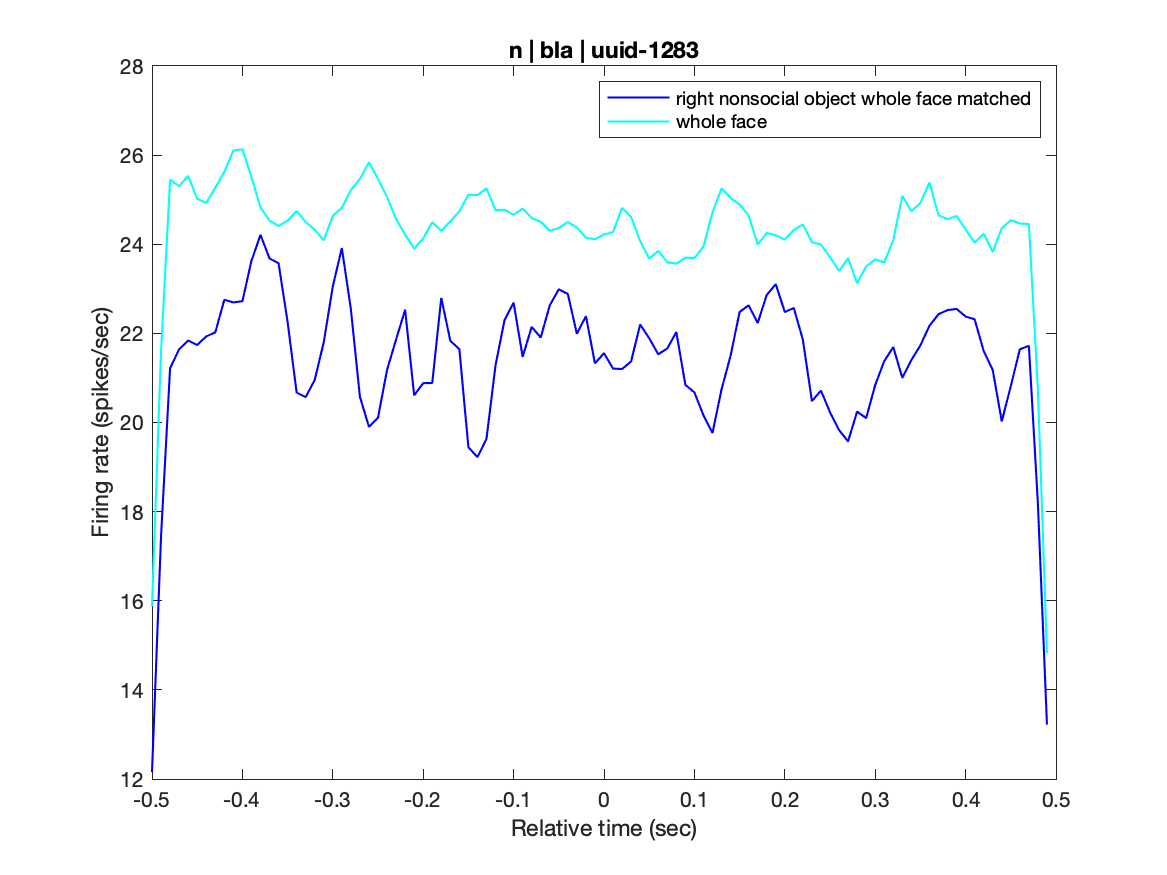 n | bla | uuid-1283
right nonsocial object whole face matched
whole face
28
26
24
22
20
18
16
14
12
Firing rate (spikes/sec)
-0.5 -0.4 -0.3 -0.2 -0.1 0 0.1 0.2 0.3 0.4 0.5
Relative time (sec)